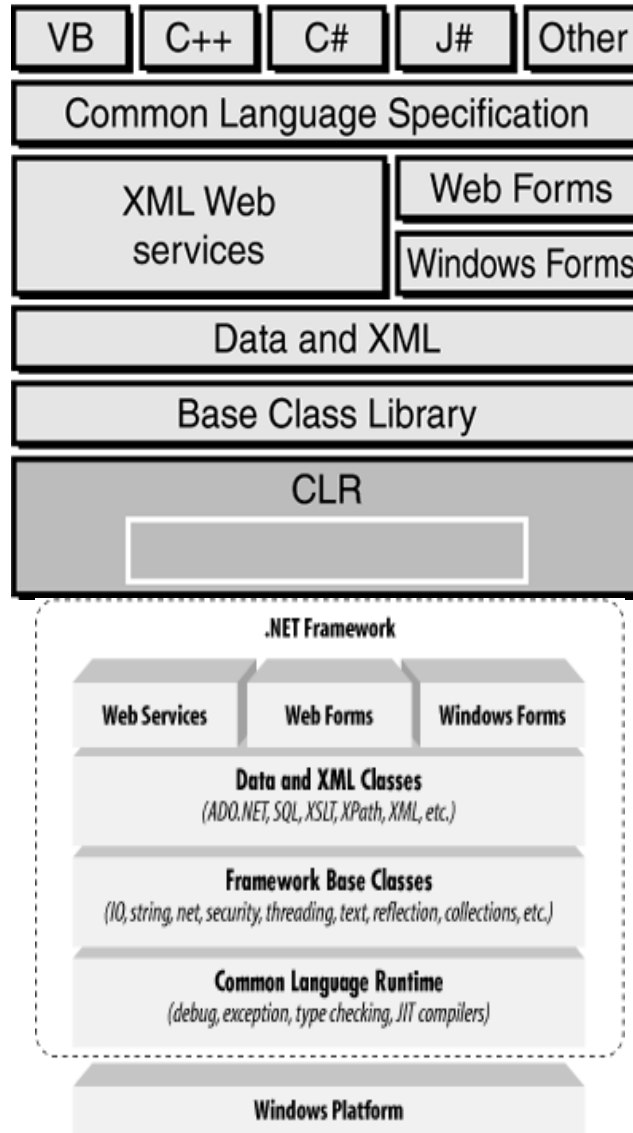 VB C++ C# J# Other
Common Language Specification
XML Web
services
Web Forms
Windows Forms
Data and XML
Base Class Library
CLR
.NET Framework
Web Services Web Forms Windows Forms
Data and XML Classes
(ADO.NET, SQL, XSLT, XPath, XML, etc.)
Framework Base Classes
(IO, string, net, security, threading, text, reflection, collections, etc.)
Common Language Runtime
(debug, exception, type checking, JIT compilers)
Windows Platform